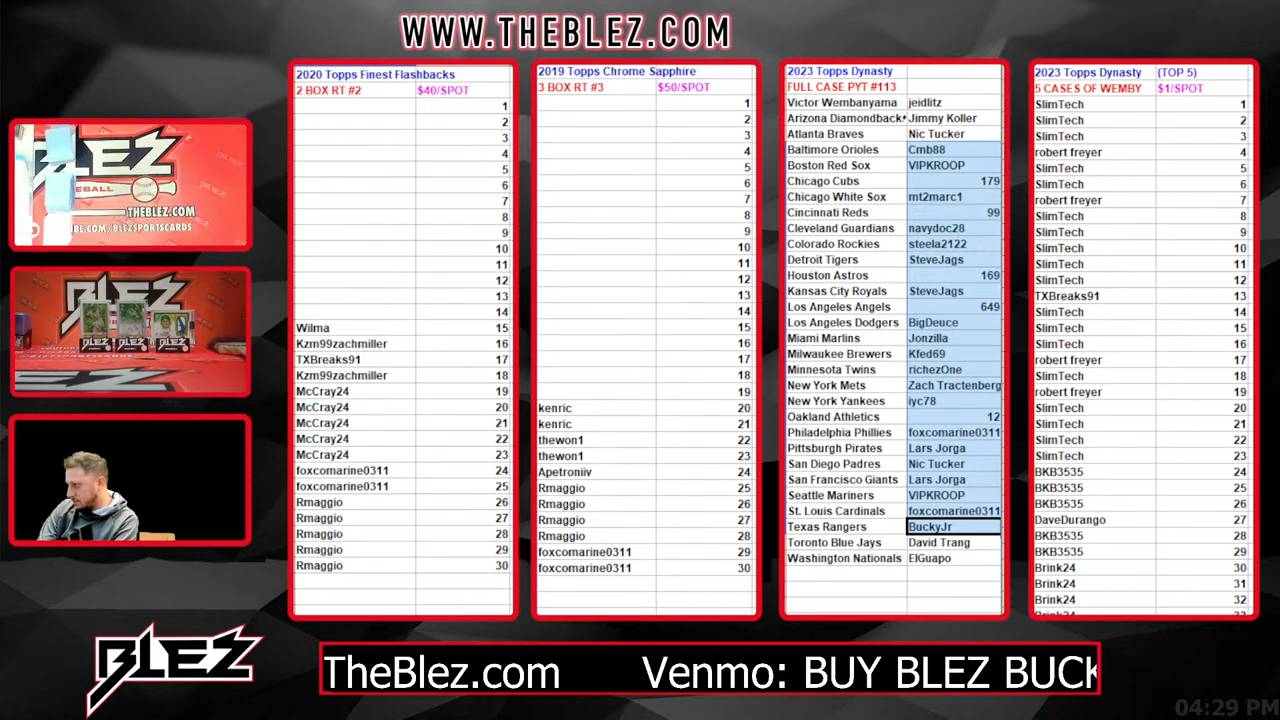 WWW.THEBLEZ.COM
BLEZ
THEBLEZ.COM
BLEZ
2020 Topps Finest Flashbacks
2 BOX RT #2 $40/SPOT
1
2
3
4
5
6
7
8
9
10
11
12
13
14
Wilma 15
Kzm99zachmiller 16
TXBreaks91 17
Kzm99zachmiller 18
McCray24 19
McCray24 20
McCray24 21
McCray24 22
McCray24 23
foxcomarine0311 24
foxcomarine0311 25
Rmaggio 26
Rmaggio 27
Rmaggio 28
Rmaggio 29
Rmaggio 30
2019 Topps Chrome Sapphire
3 BOX RT #3 $50/SPOT
1
2
3
4
5
6
7
8
9
10
11
12
13
14
15
16
17
18
19
kenric 20
kenric 21
thewon1 22
thewon1 23
Apetroniiv 24
Rmaggio 25
Rmaggio 26
Rmaggio 27
Rmaggio 28
foxcomarine0311 29
foxcomarine0311 30
2023 Topps Dynasty
FULL CASE PYT #113
Victor Wembanyama jeidlitz
Arizona Diamondback Jimmy Koller
Atlanta Braves Nic Tucker
Baltimore Orioles Cmb88
Boston Red Sox VIPKROOP
Chicago Cubs 179
Chicago White Sox mt2marc1
Cincinnati Reds 99
Cleveland Guardians navydoc28
Colorado Rockies steela2122
Detroit Tigers SteveJags
Houston Astros 169
Kansas City Royals SteveJags
Los Angeles Angels 649
Los Angeles Dodgers BigDeuce
Miami Marlins Jonzilla
Milwaukee Brewers Kfed69
Minnesota Twins richezOne
New York Mets Zach Tractenberg
New York Yankees iyc78
Oakland Athletics 12
Philadelphia Phillies foxcomarine0311
Pittsburgh Pirates Lars Jorga
San Diego Padres Nic Tucker
San Francisco Giants Lars Jorga
Seattle Mariners VIPKROOP
St. Louis Cardinals foxcomarine0311
Texas Rangers BuckyJr
Toronto Blue Jays David Trang
Washington Nationals ElGuapo
2023 Topps Dynasty (TOP 5)
5 CASES OF WEMBY $1/SPOT
SlimTech 1
SlimTech 2
SlimTech 3
robert freyer 4
SlimTech 5
SlimTech 6
robert freyer 7
SlimTech 8
SlimTech 9
SlimTech 10
SlimTech 11
SlimTech 12
TXBreaks91 13
SlimTech 14
SlimTech 15
SlimTech 16
robert freyer 17
SlimTech 18
robert freyer 19
SlimTech 20
SlimTech 21
SlimTech 22
SlimTech 23
BKB3535 24
BKB3535 25
BKB3535 26
DaveDurango 27
BKB3535 28
BKB3535 29
Brink24 30
Brink24 31
Brink24 32
BLEZ
TheBlez.com Venmo: BUY BLEZ BUCK
04:29 PM